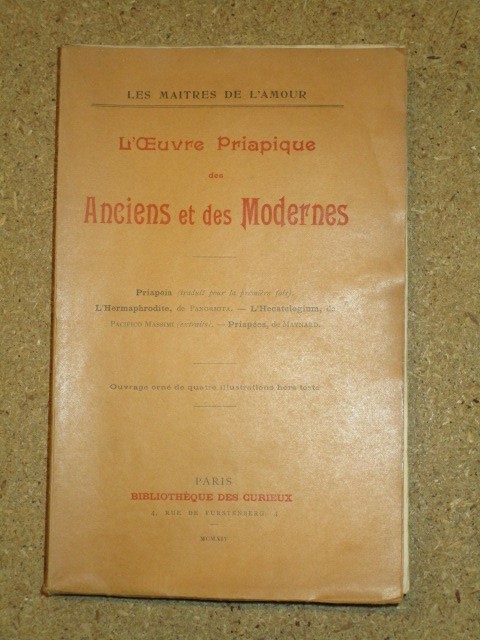 LES MAITRES DE L'AMOUR
L'Œuvre Priapique
des
Anciens et des Modernes
Priapeia (traduit pour la première fois).
L'Hermaphrodite, de PANORMITA. — L'Hecatelegium, de
PACIFICO MASSIMI (extraits). — Priapées, de MAYNARD.
Ouvrage orné de quatre illustrations hors texte
PARIS
BIBLIOTHÈQUE DES CURIEUX
4, RUE DE FURSTENBERG, 4
MCMXIV